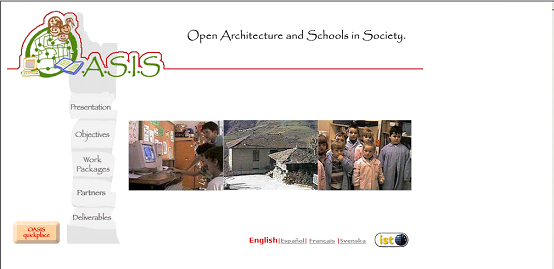 Open Architecture and Schools in Society.
O.A.S.I.S
Presentation
Objectives
Work
Packages
Partners
Deliverables
OASIS
quickplace
English|Español| Français |Svenska
ist